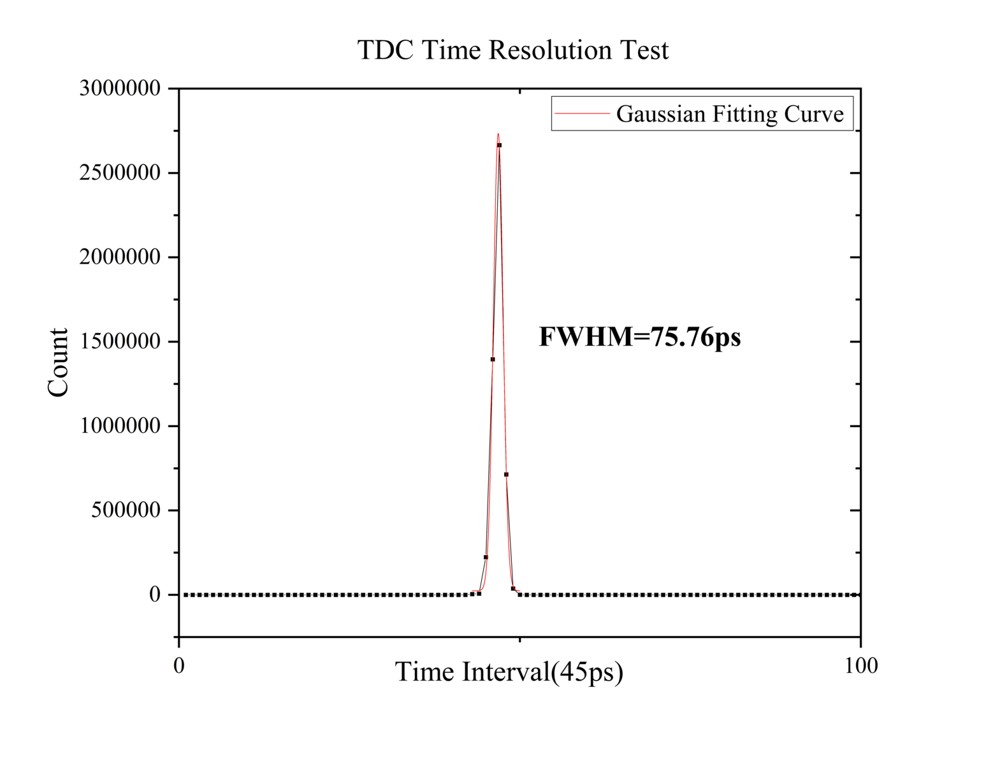 TDC Time Resolution Test
3000000
Gaussian Fitting Curve
2500000
2000000
1500000
FWHM=75.76ps
Count
1000000
500000
0
0
100
Time Interval(45ps)